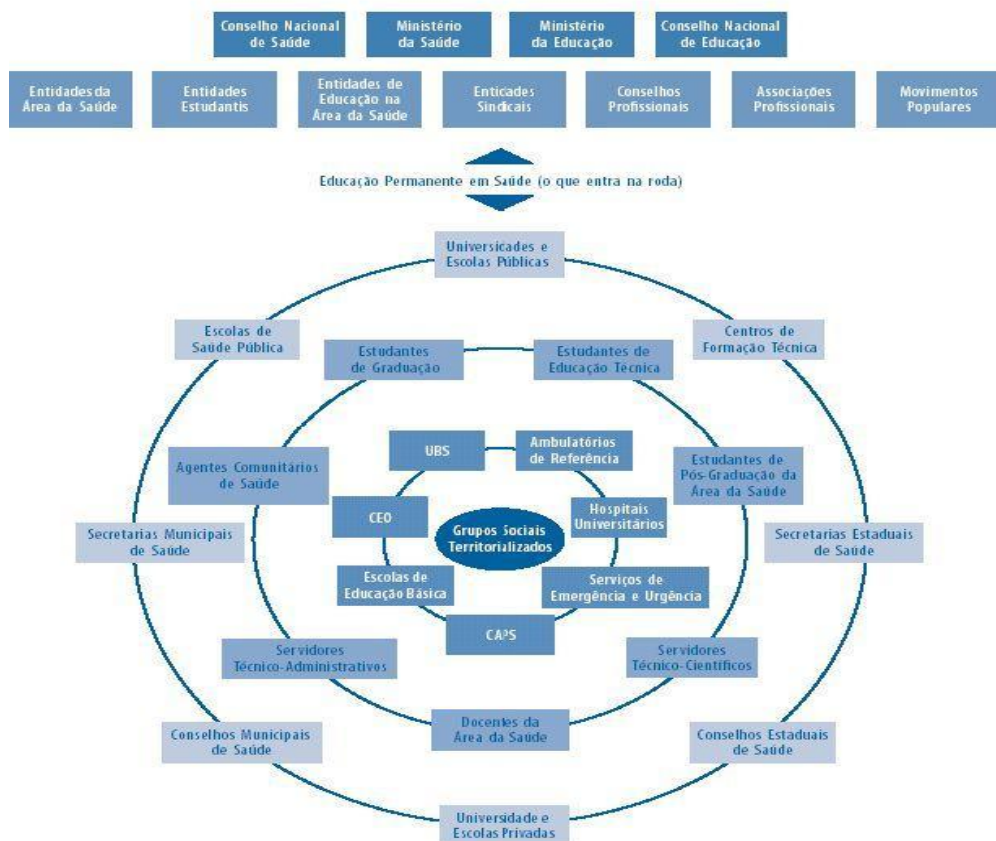 Conselho Nacional
de Saúde
Ministério
da Saúde
Ministério
da Educação
Conselho Nacional
de Educação
Entidades da
Área da Saúde
Entidades
Estudantis
Entidades de
Educação na
Área da Saúde
Enticades
Sindicais
Conselhos
Profissionais
Associações
Profissionais
Movimentos
Populares
Educação Permanente em Saúde (o que entra na roda)
Universicades e
Escolas Públicas
Escolas de
Saúde Pública
Centros de
Formação Técnica
Estudantes
de Graduação
Estudantes de
Educação Técnica
UBS
Ambulatórios
de Referência
Agentes Comunitários
de Saúde
Estudantes de
Pós-Graduação da
Área da Saúde
CEO
Hospitais
Universitários
Grupos Sociais
Territorializados
Secretarias Municipais
de Saúde
Secretarias Estaduais
de Saúde
Escolas de
Educação Básica
Serviços de
Emergência e Urgência
CAPS
Servidores
Técnico-Administrativos
Servidores
Técnico-Científicos
Docentes da
Área da Saúde
Conselhos Municipais
de Saúde
Conselhos Estaduais
de Saúde
Universidade e
Escolas Privadas